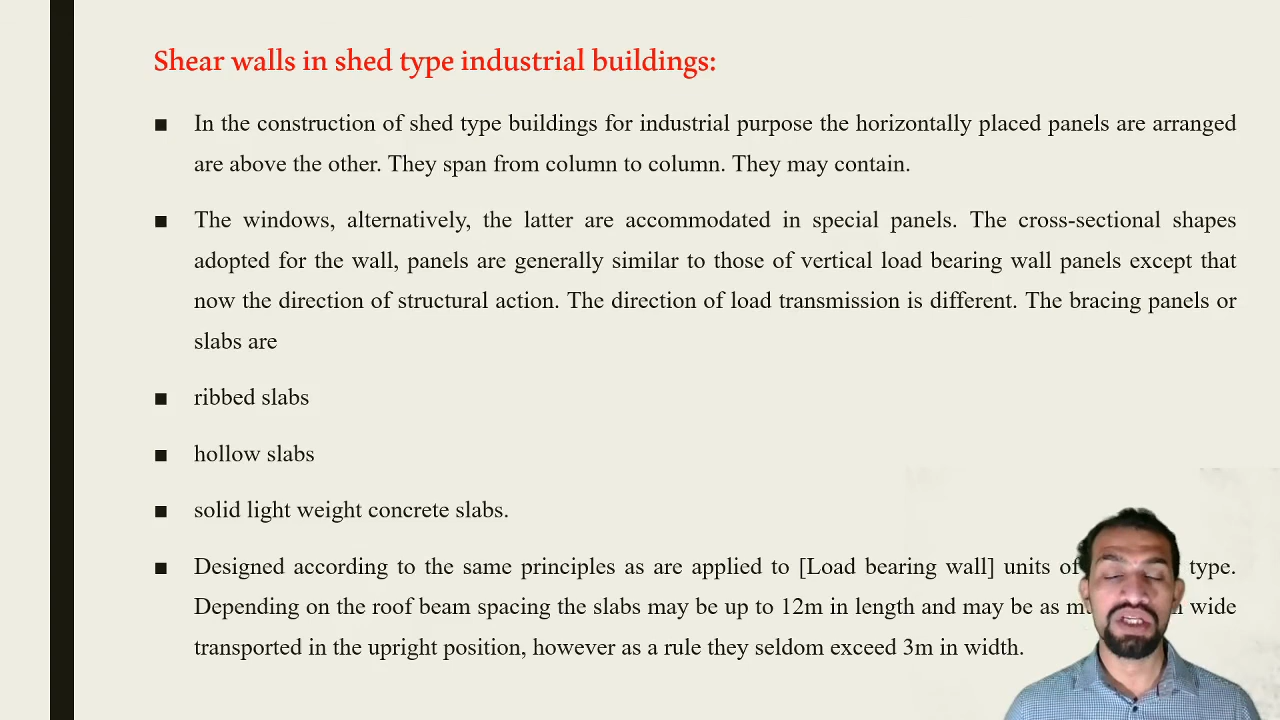 Shear walls in shed type industrial buildings:
■ In the construction of shed type buildings for industrial purpose the horizontally placed panels are arranged
are above the other. They span from column to column. They may contain.
■ The windows, alternatively, the latter are accommodated in special panels. The cross-sectional shapes
adopted for the wall, panels are generally similar to those of vertical load bearing wall panels except that
now the direction of structural action. The direction of load transmission is different. The bracing panels or
slabs are
■ ribbed slabs
■ hollow slabs
■ solid light weight concrete slabs.
■ Designed according to the same principles as are applied to [Load bearing wall] units of type.
Depending on the roof beam spacing the slabs may be up to 12m in length and may be as wide
transported in the upright position, however as a rule they seldom exceed 3m in width.